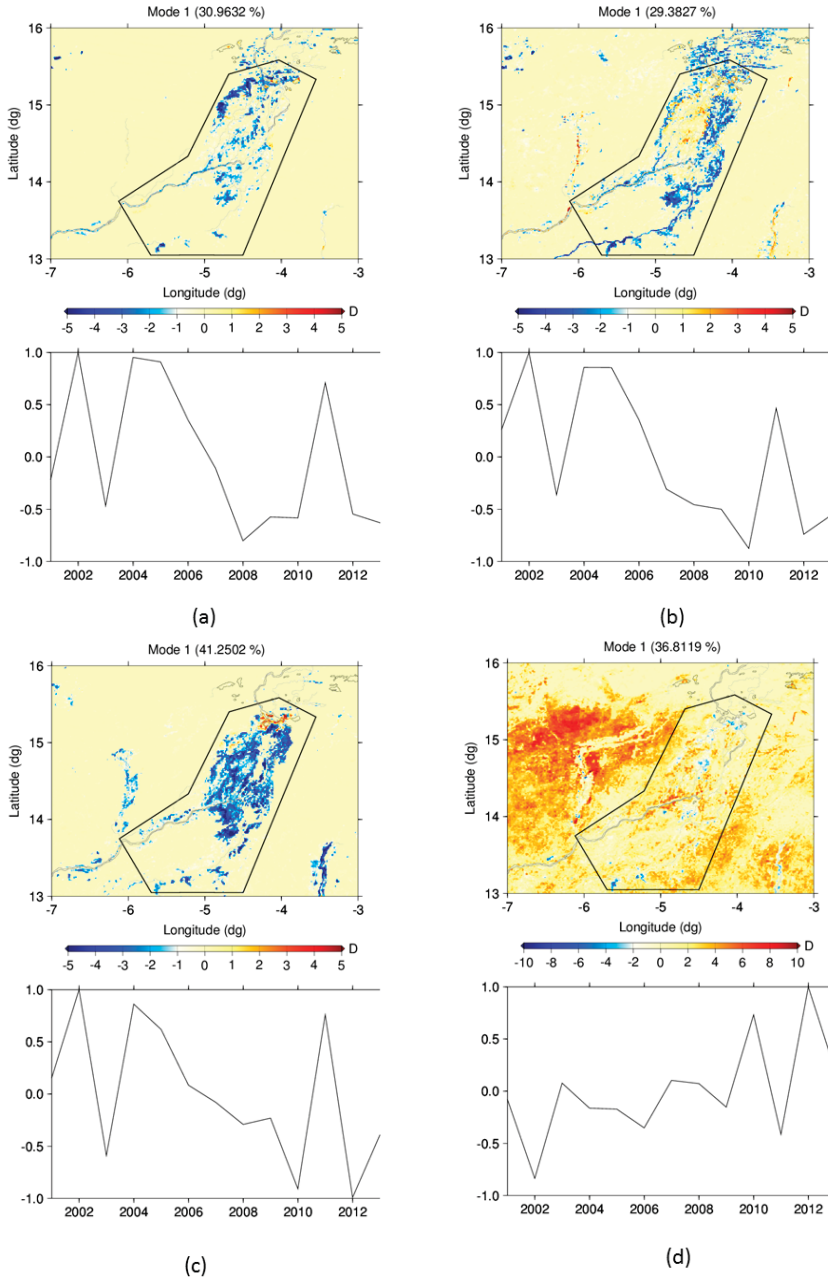 Mode 1 (30.9632 %)
16
15
14
13
Latitude (dg)
-7 -6 -5 -4 -3
Longitude (dg)
D
-5 -4 -3 -2 -1 0 1 2 3 4 5
1.0
0.5
0.0
-0.5
-1.0
2002 2004 2006 2008 2010 2012
(a)
Mode 1 (29.3827 %)
16
15
14
13
Latitude (dg)
-7 -6 -5 -4 -3
Longitude (dg)
D
-5 -4 -3 -2 -1 0 1 2 3 4 5
1.0
0.5
0.0
-0.5
-1.0
2002 2004 2006 2008 2010 2012
(b)
Mode 1 (41.2502 %)
16
15
14
13
Latitude (dg)
-7 -6 -5 -4 -3
Longitude (dg)
D
-5 -4 -3 -2 -1 0 1 2 3 4 5
1.0
0.5
0.0
-0.5
-1.0
2002 2004 2006 2008 2010 2012
(c)
Mode 1 (36.8119 %)
16
15
14
13
Latitude (dg)
-7 -6 -5 -4 -3
Longitude (dg)
D
-10 -8 -6 -4 -2 0 2 4 6 8 10
1.0
0.5
0.0
-0.5
-1.0
2002 2004 2006 2008 2010 2012
(d)